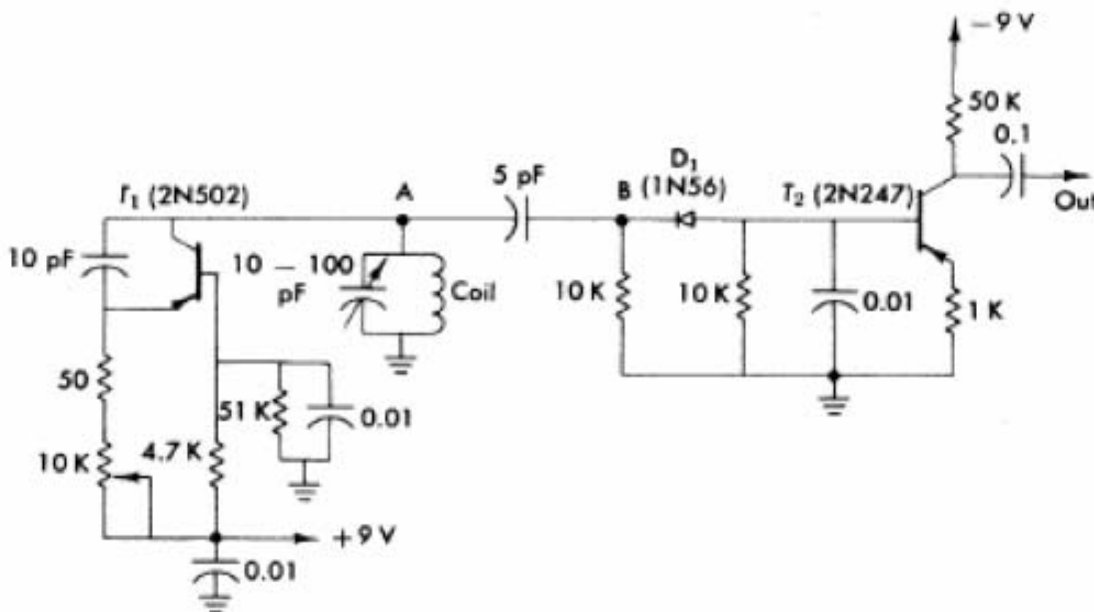 −9 V
50 K
0.1
Out
D₁
(1N56)
5 pF
A
B
T₂ (2N247)
(2N502)
10 pF
10 – 100
pF
Coil
10 K
10 K
0.01
1 K
50
51 K
0.01
10 K
4.7 K
+9 V
0.01